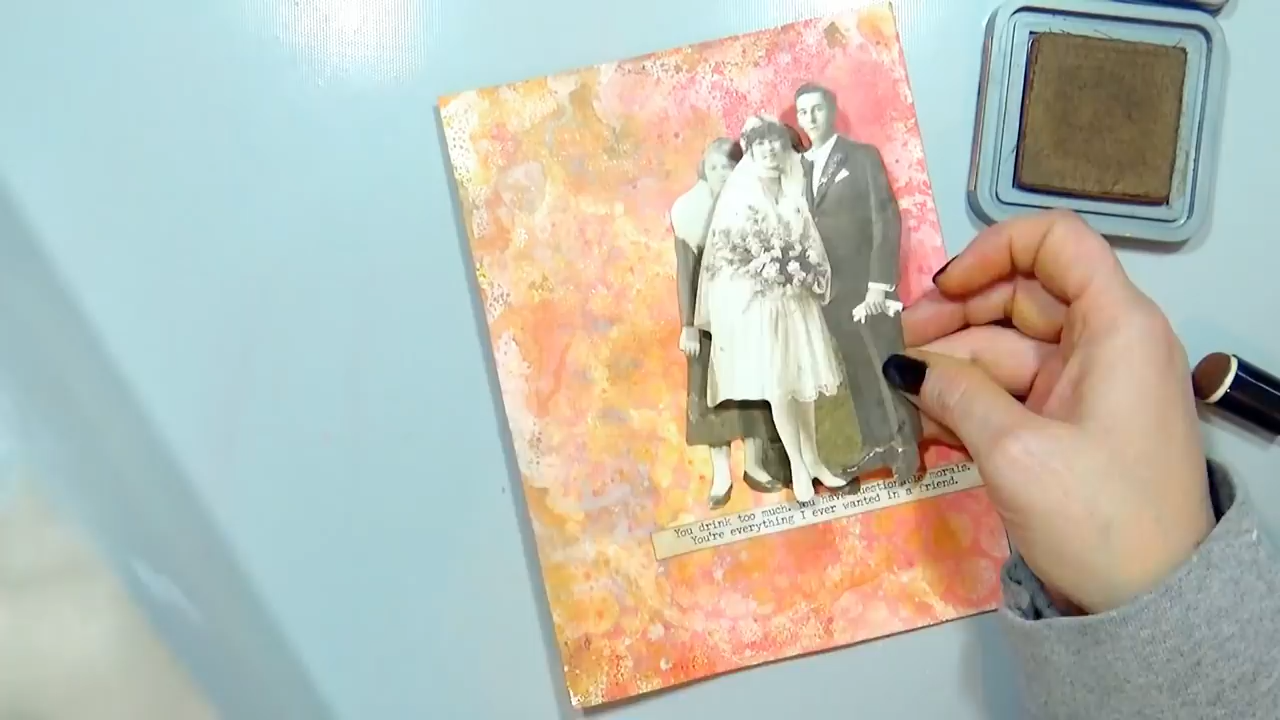 You drink too much. You have questionable morals.
You're everything I ever wanted in a friend.